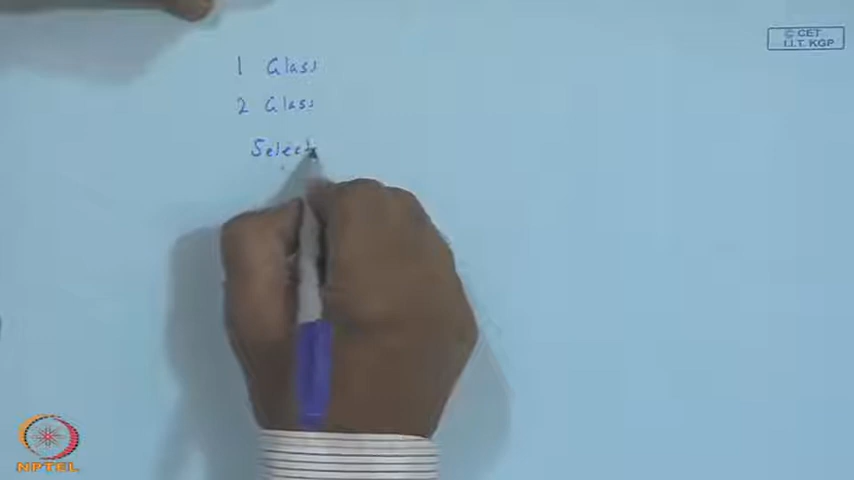 © CET
I.I.T. KGP
1 Glass
2 Glass
Select
NPTEL